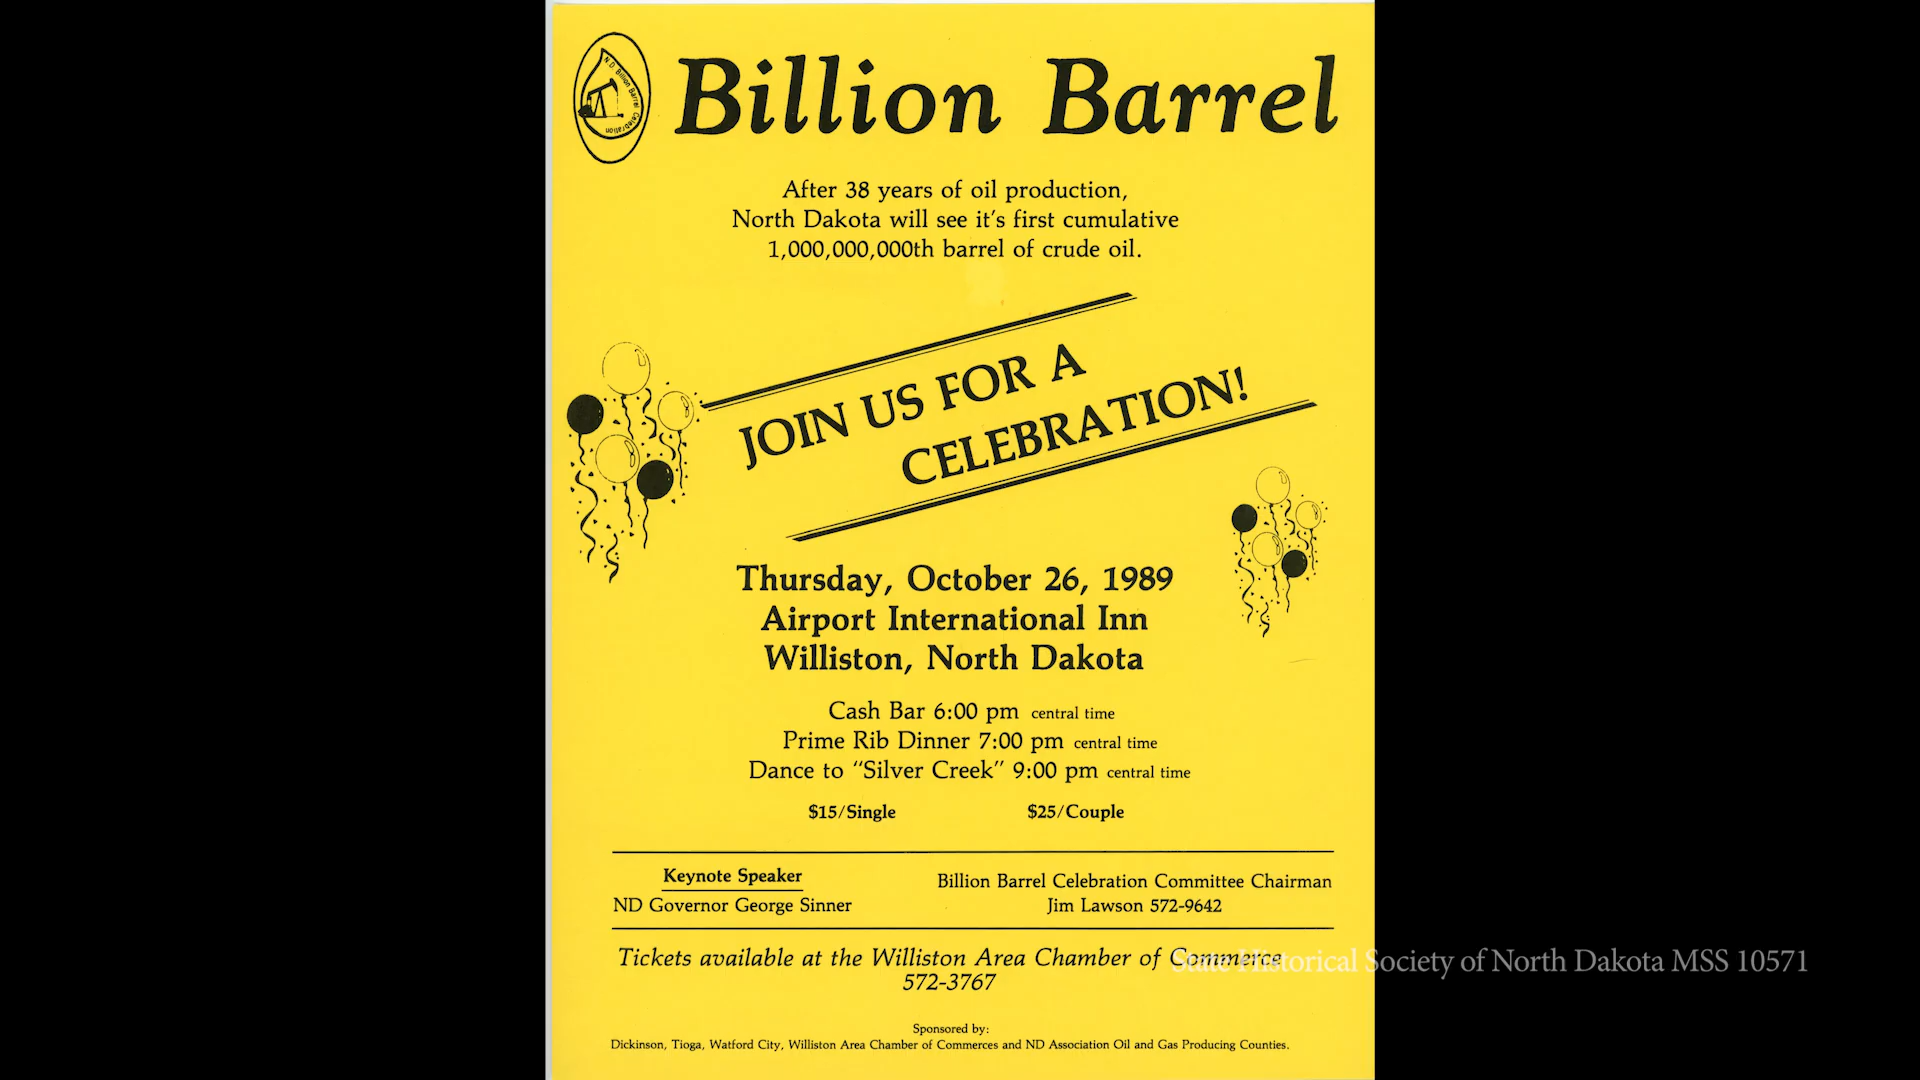 N.D. Billion Barrel Celebration
Billion Barrel
After 38 years of oil production,
North Dakota will see it's first cumulative
1,000,000,000th barrel of crude oil.
JOIN US FOR A
CELEBRATION!
Thursday, October 26, 1989
Airport International Inn
Williston, North Dakota
Cash Bar 6:00 pm central time
Prime Rib Dinner 7:00 pm central time
Dance to "Silver Creek" 9:00 pm central time
$15/Single $25/Couple
Keynote Speaker
ND Governor George Sinner
Billion Barrel Celebration Committee Chairman
Jim Lawson 572-9642
Tickets available at the Williston Area Chamber of Commerce
572-3767
State Historical Society of North Dakota MSS 10571
Sponsored by:
Dickinson, Tioga, Watford City, Williston Area Chamber of Commerces and ND Association Oil and Gas Producing Counties.